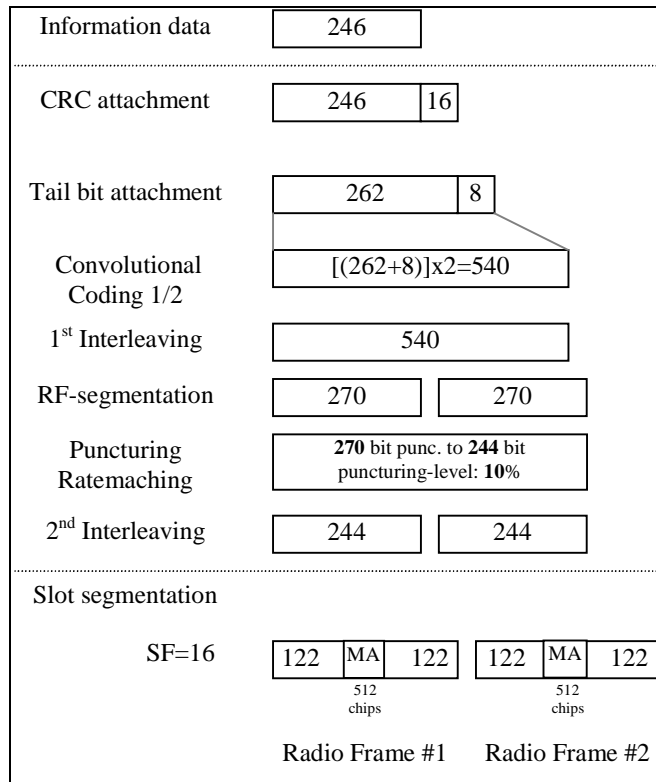 Information data 246
CRC attachment 246 16
Tail bit attachment 262 8
Convolutional [(262+8)]x2=540
Coding 1/2
1st Interleaving 540
RF-segmentation 270 270
Puncturing 270 bit punc. to 244 bit
Ratemaching puncturing-level: 10%
2nd Interleaving 244 244
Slot segmentation
SF=16 122 MA 122 122 MA 122
512 512
chips chips
Radio Frame #1 Radio Frame #2